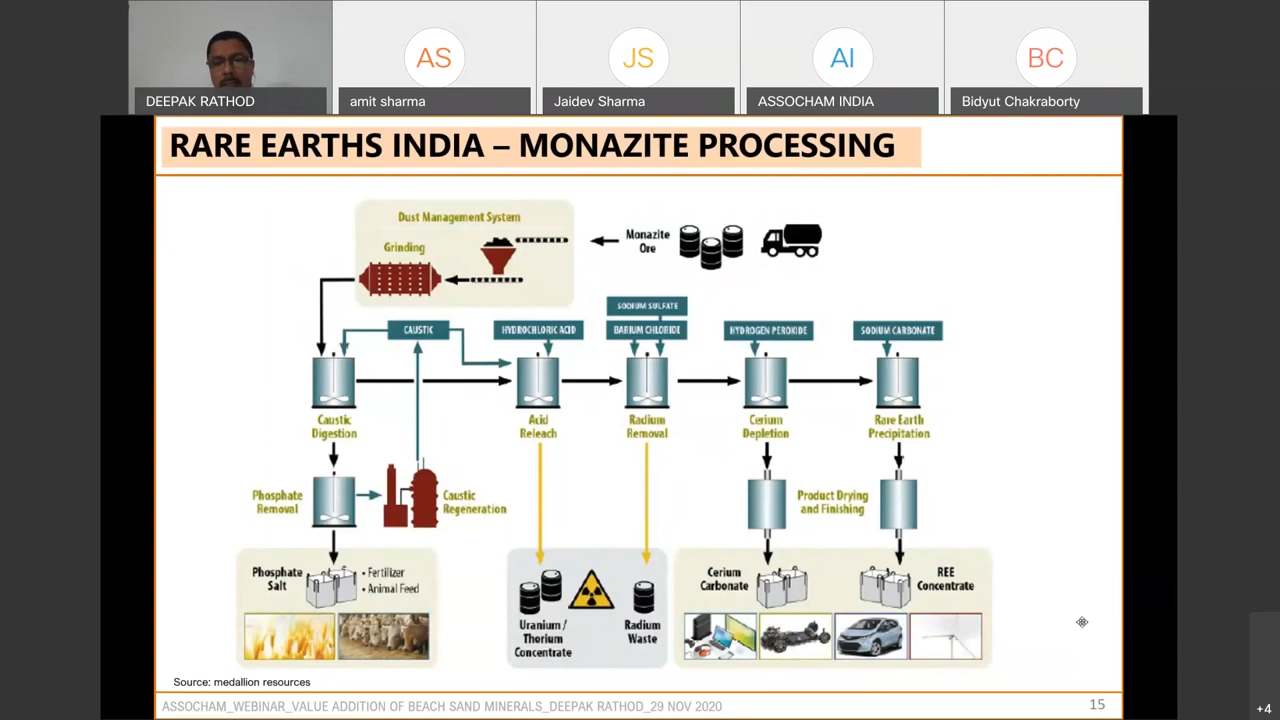 AS
JS
AI
BC
DEEPAK RATHOD
amit sharma
Jaidev Sharma
ASSOCHAM INDIA
Bidyut Chakraborty
RARE EARTHS INDIA – MONAZITE PROCESSING
Dust Management System
Grinding
Monazite
Ore
SODIUM SULFATE
CAUSTIC
HYDROCHLORIC ACID
BARIUM CHLORIDE
HYDROGEN PEROXIDE
SODIUM CARBONATE
Caustic
Digestion
Acid
Releach
Radium
Removal
Cerium
Depletion
Rare Earth
Precipitation
Phosphate
Removal
Caustic
Regeneration
Product Drying
and Finishing
Phosphate
Salt
• Fertilizer
• Animal Feed
Uranium /
Thorium
Concentrate
Radium
Waste
Cerium
Carbonate
REE
Concentrate
Source: medallion resources
ASSOCHAM_WEBINAR_VALUE ADDITION OF BEACH SAND MINERALS_DEEPAK RATHOD_29 NOV 2020
15
+4